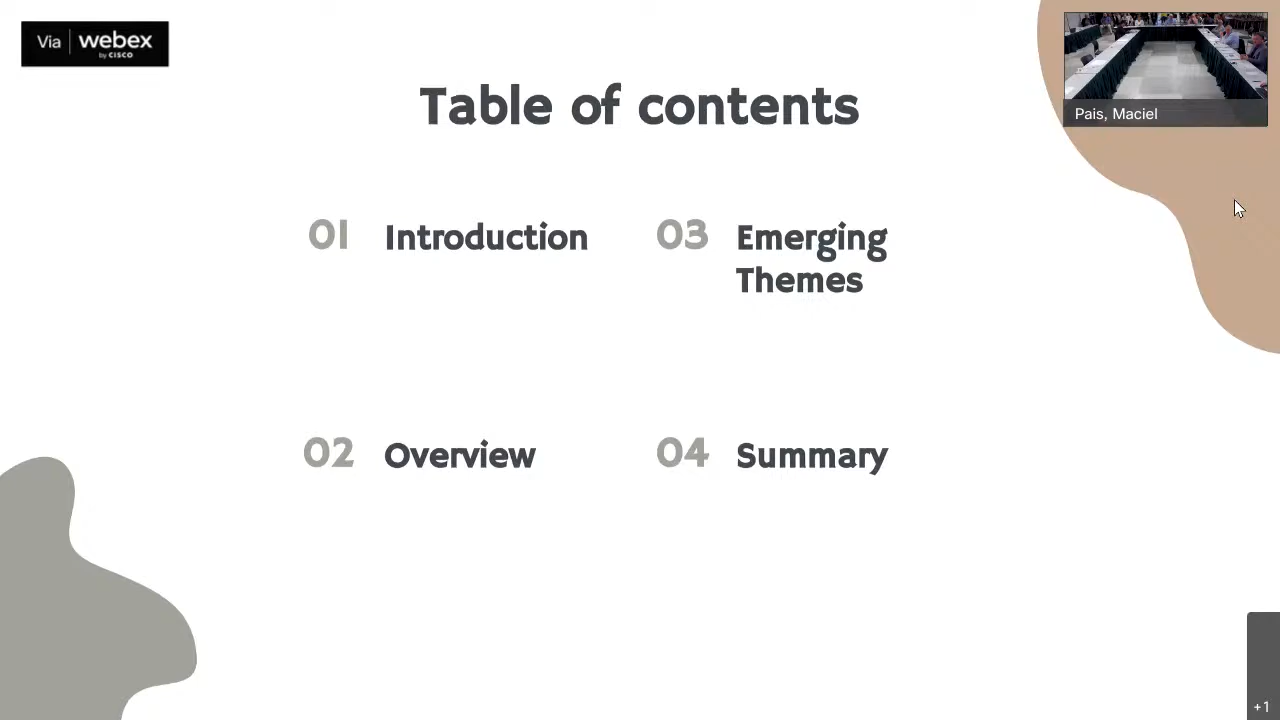 Via webex
by CISCO
Table of contents
Pais, Maciel
01 Introduction
03 Emerging
Themes
02 Overview
04 Summary
+1